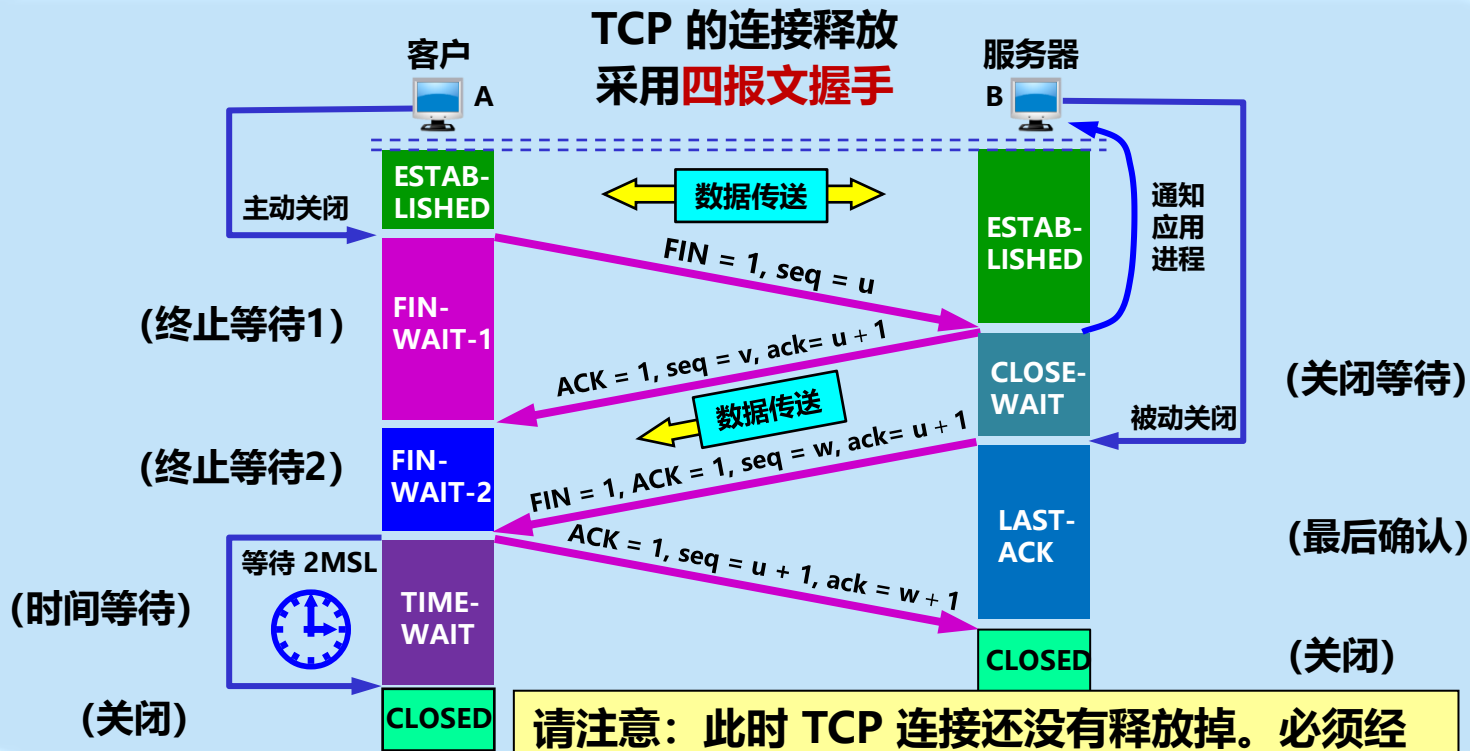 TCP 的连接释放
采用四报文握手
客户
A
服务器
B
ESTAB-
LISHED
数据传送
主动关闭
ESTAB-
LISHED
通知
应用
进程
FIN = 1, seq = u
(终止等待1)
FIN-
WAIT-1
ACK = 1, seq = v, ack= u + 1
CLOSE-
WAIT
(关闭等待)
数据传送
被动关闭
(终止等待2)
FIN-
WAIT-2
FIN = 1, ACK = 1, seq = w, ack= u + 1
LAST-
ACK
(最后确认)
等待 2MSL
ACK = 1, seq = u + 1, ack = w + 1
(时间等待)
TIME-
WAIT
CLOSED
(关闭)
(关闭)
CLOSED
请注意：此时 TCP 连接还没有释放掉。必须经